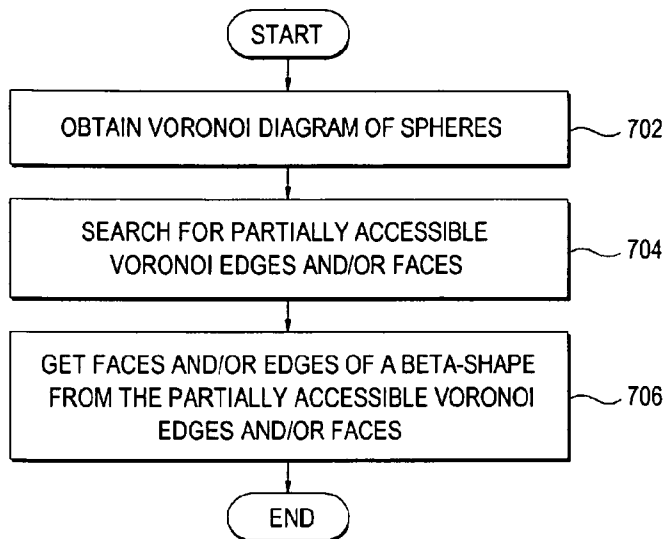 START
OBTAIN VORONOI DIAGRAM OF SPHERES
702
SEARCH FOR PARTIALLY ACCESSIBLE
VORONOI EDGES AND/OR FACES
704
GET FACES AND/OR EDGES OF A BETA-SHAPE
FROM THE PARTIALLY ACCESSIBLE VORONOI
EDGES AND/OR FACES
706
END